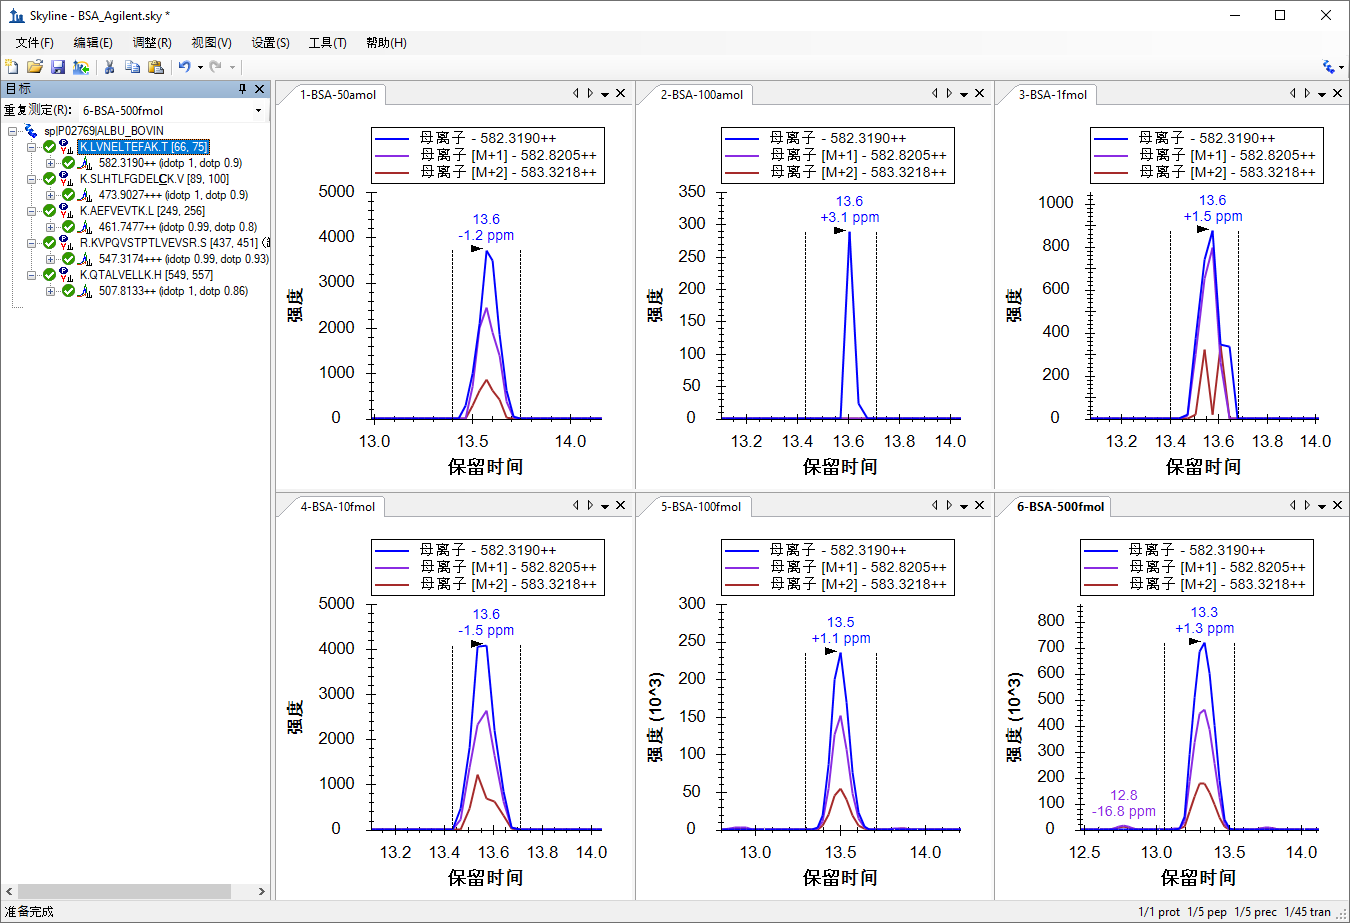 Skyline - BSA_Agilent.sky *
文件(F) 编辑(E) 调整(R) 视图(V) 设置(S) 工具(T) 帮助(H)
目标
重复测定(R): 6-BSA-500fmol
sp|P02769|ALBU_BOVIN
K.LVNELTEFAK.T [66, 75]
582.3190++ (idotp 1, dotp 0.9)
K.SLHTLFGDELCK.V [89, 100]
473.9027+++ (idotp 1, dotp 0.9)
K.AEFVEVTK.L [249, 256]
461.7477++ (idotp 0.99, dotp 0.8)
R.KVPQVSTPTLVEVSR.S [437, 451]
547.3174+++ (idotp 0.99, dotp 0.93)
K.QTALVELLK.H [549, 557]
507.8133++ (idotp 1, dotp 0.86)
1-BSA-50amol
母离子 - 582.3190++
母离子 [M+1] - 582.8205++
母离子 [M+2] - 583.3218++
5000
4000
3000
2000
1000
0
强度
13.6
-1.2 ppm
13.0 13.5 14.0
保留时间
2-BSA-100amol
母离子 - 582.3190++
母离子 [M+1] - 582.8205++
母离子 [M+2] - 583.3218++
350
300
250
200
150
100
50
0
强度
13.6
+3.1 ppm
13.2 13.4 13.6 13.8 14.0
保留时间
3-BSA-1fmol
母离子 - 582.3190++
母离子 [M+1] - 582.8205++
母离子 [M+2] - 583.3218++
1000
800
600
400
200
0
强度
13.6
+1.5 ppm
13.2 13.4 13.6 13.8 14.0
保留时间
4-BSA-10fmol
母离子 - 582.3190++
母离子 [M+1] - 582.8205++
母离子 [M+2] - 583.3218++
5000
4000
3000
2000
1000
0
强度
13.6
-1.5 ppm
13.2 13.4 13.6 13.8 14.0
保留时间
5-BSA-100fmol
母离子 - 582.3190++
母离子 [M+1] - 582.8205++
母离子 [M+2] - 583.3218++
300
250
200
150
100
50
0
强度 (10^3)
13.5
+1.1 ppm
13.0 13.5 14.0
保留时间
6-BSA-500fmol
母离子 - 582.3190++
母离子 [M+1] - 582.8205++
母离子 [M+2] - 583.3218++
800
700
600
500
400
300
200
100
0
强度 (10^3)
13.3
+1.3 ppm
12.8
-16.8 ppm
12.5 13.0 13.5 14.0
保留时间
准备完成
1/1 prot 1/5 pep 1/5 prec 1/45 tran